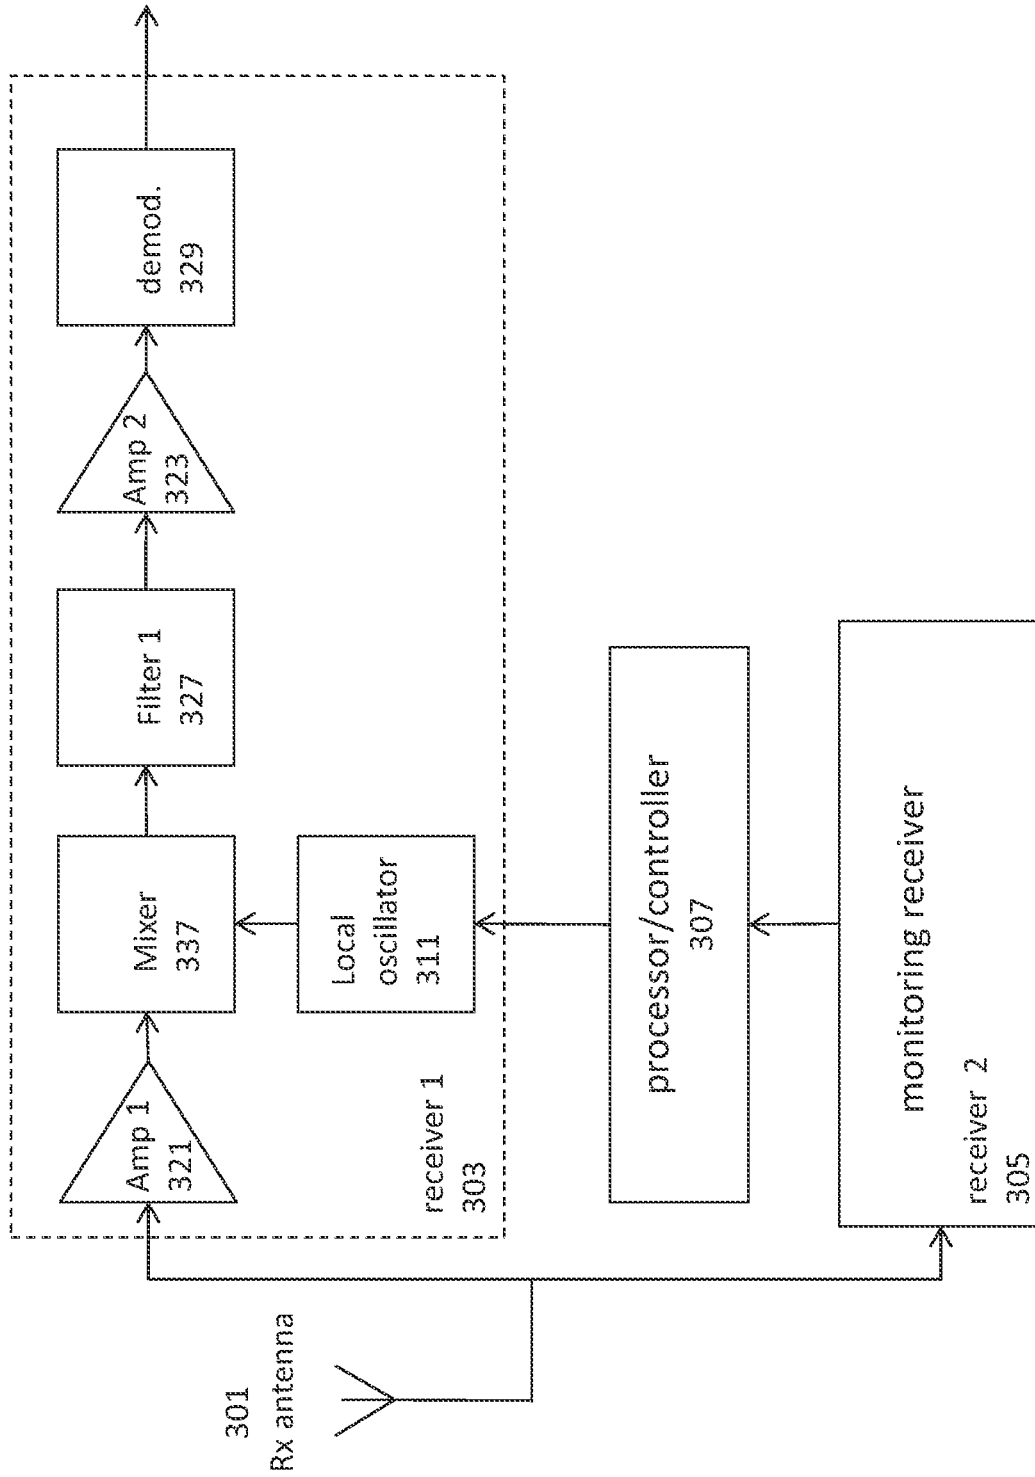 301
Rx antenna
Amp 1
321
Mixer
337
Filter 1
327
Amp 2
323
demod.
329
Local
oscillator
311
receiver 1
303
processor/controller
307
monitoring receiver
receiver 2
305